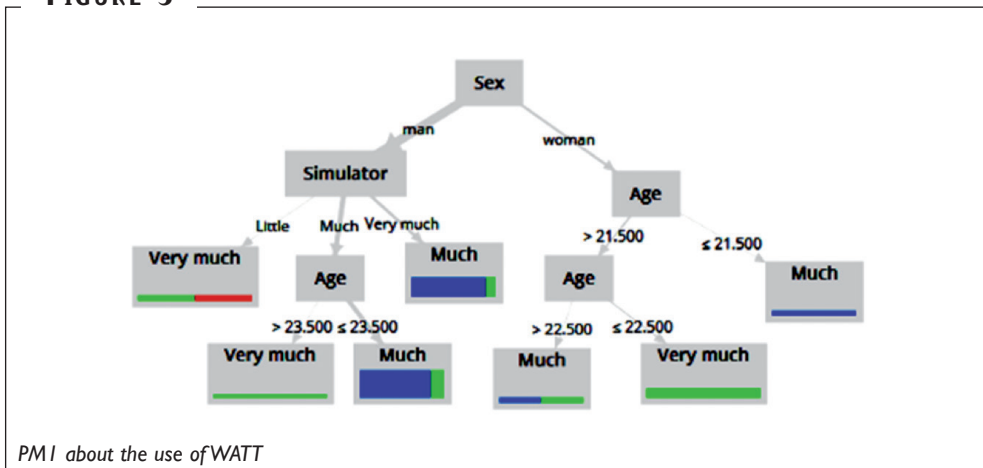 FIGURE 3
Sex
man
woman
Simulator
Age
Little
Much
Very much
> 21.500
≤ 21.500
Very much
Age
Much
Age
Much
> 23.500
≤ 23.500
> 22.500
≤ 22.500
Very much
Much
Much
Very much
PM1 about the use of WATT